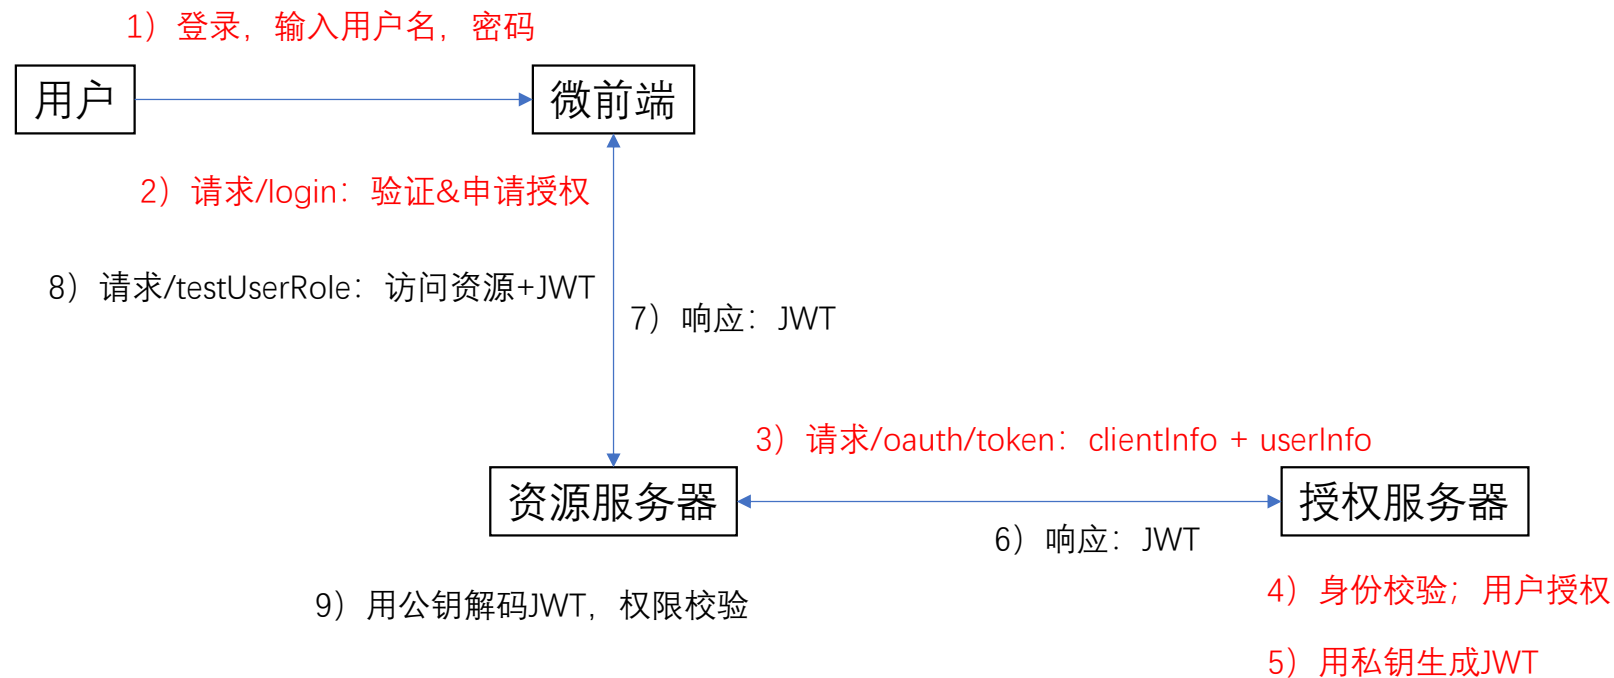 1）登录，输入用户名，密码
用户
微前端
2）请求/login：验证&申请授权
8）请求/testUserRole：访问资源+JWT
7）响应：JWT
3）请求/oauth/token：clientInfo + userInfo
资源服务器
授权服务器
6）响应：JWT
9）用公钥解码JWT，权限校验
4）身份校验；用户授权
5）用私钥生成JWT